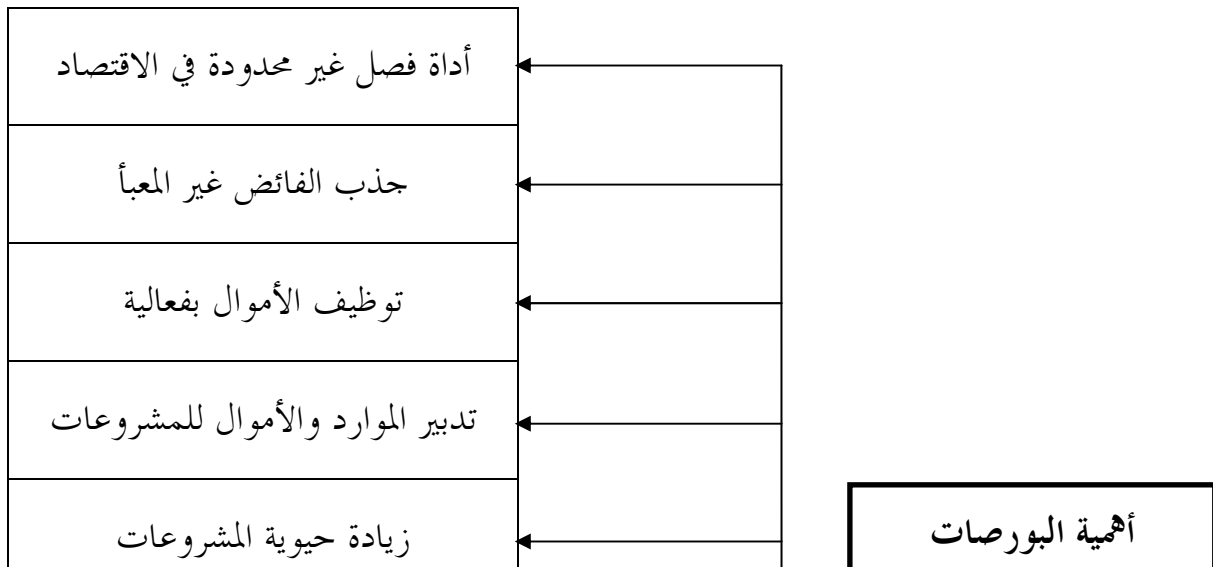 أداة فصل غير محدودة في الاقتصاد
جذب الفائض غير المعبأ
توظيف الأموال بفعالية
تدبير الموارد والأموال للمشروعات
زيادة حيوية المشروعات
أهمية البورصات